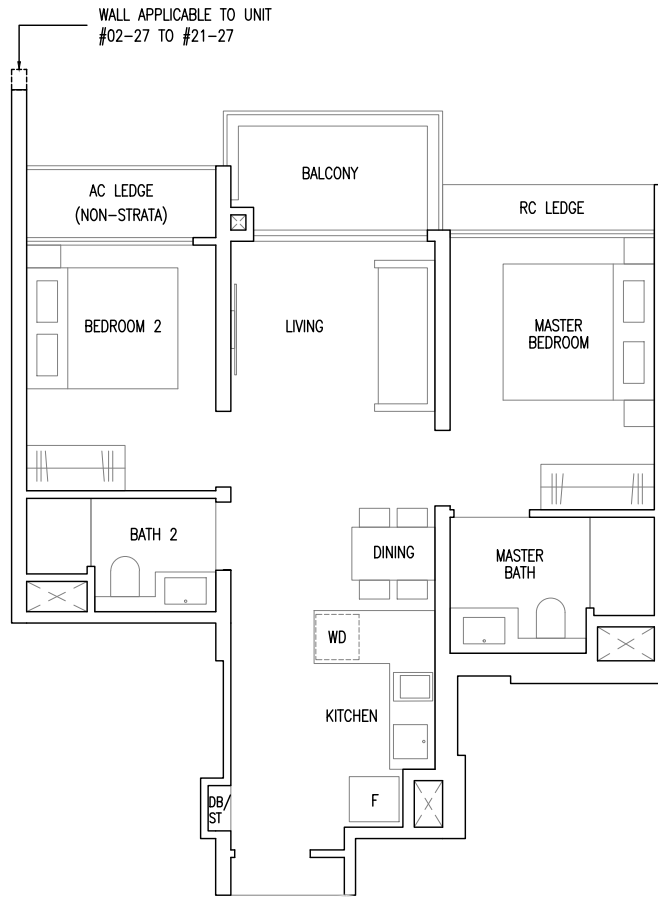 WALL APPLICABLE TO UNIT
#02-27 TO #21-27
BALCONY
AC LEDGE
(NON-STRATA)
RC LEDGE
BEDROOM 2
LIVING
MASTER
BEDROOM
BATH 2
DINING
MASTER
BATH
WD
KITCHEN
DB/
ST
F